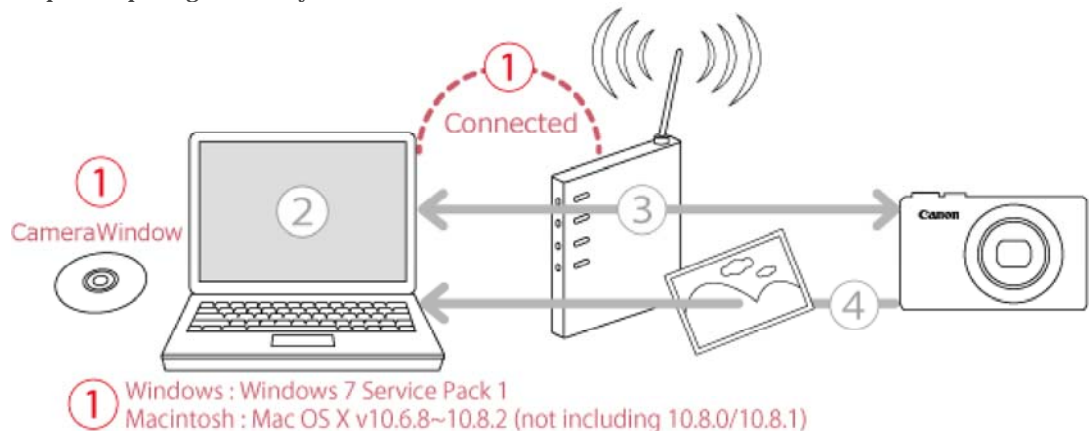 ①
Connected
①
CameraWindow
②
③
Canon
④
① Windows : Windows 7 Service Pack 1
Macintosh : Mac OS X v10.6.8~10.8.2 (not including 10.8.0/10.8.1)